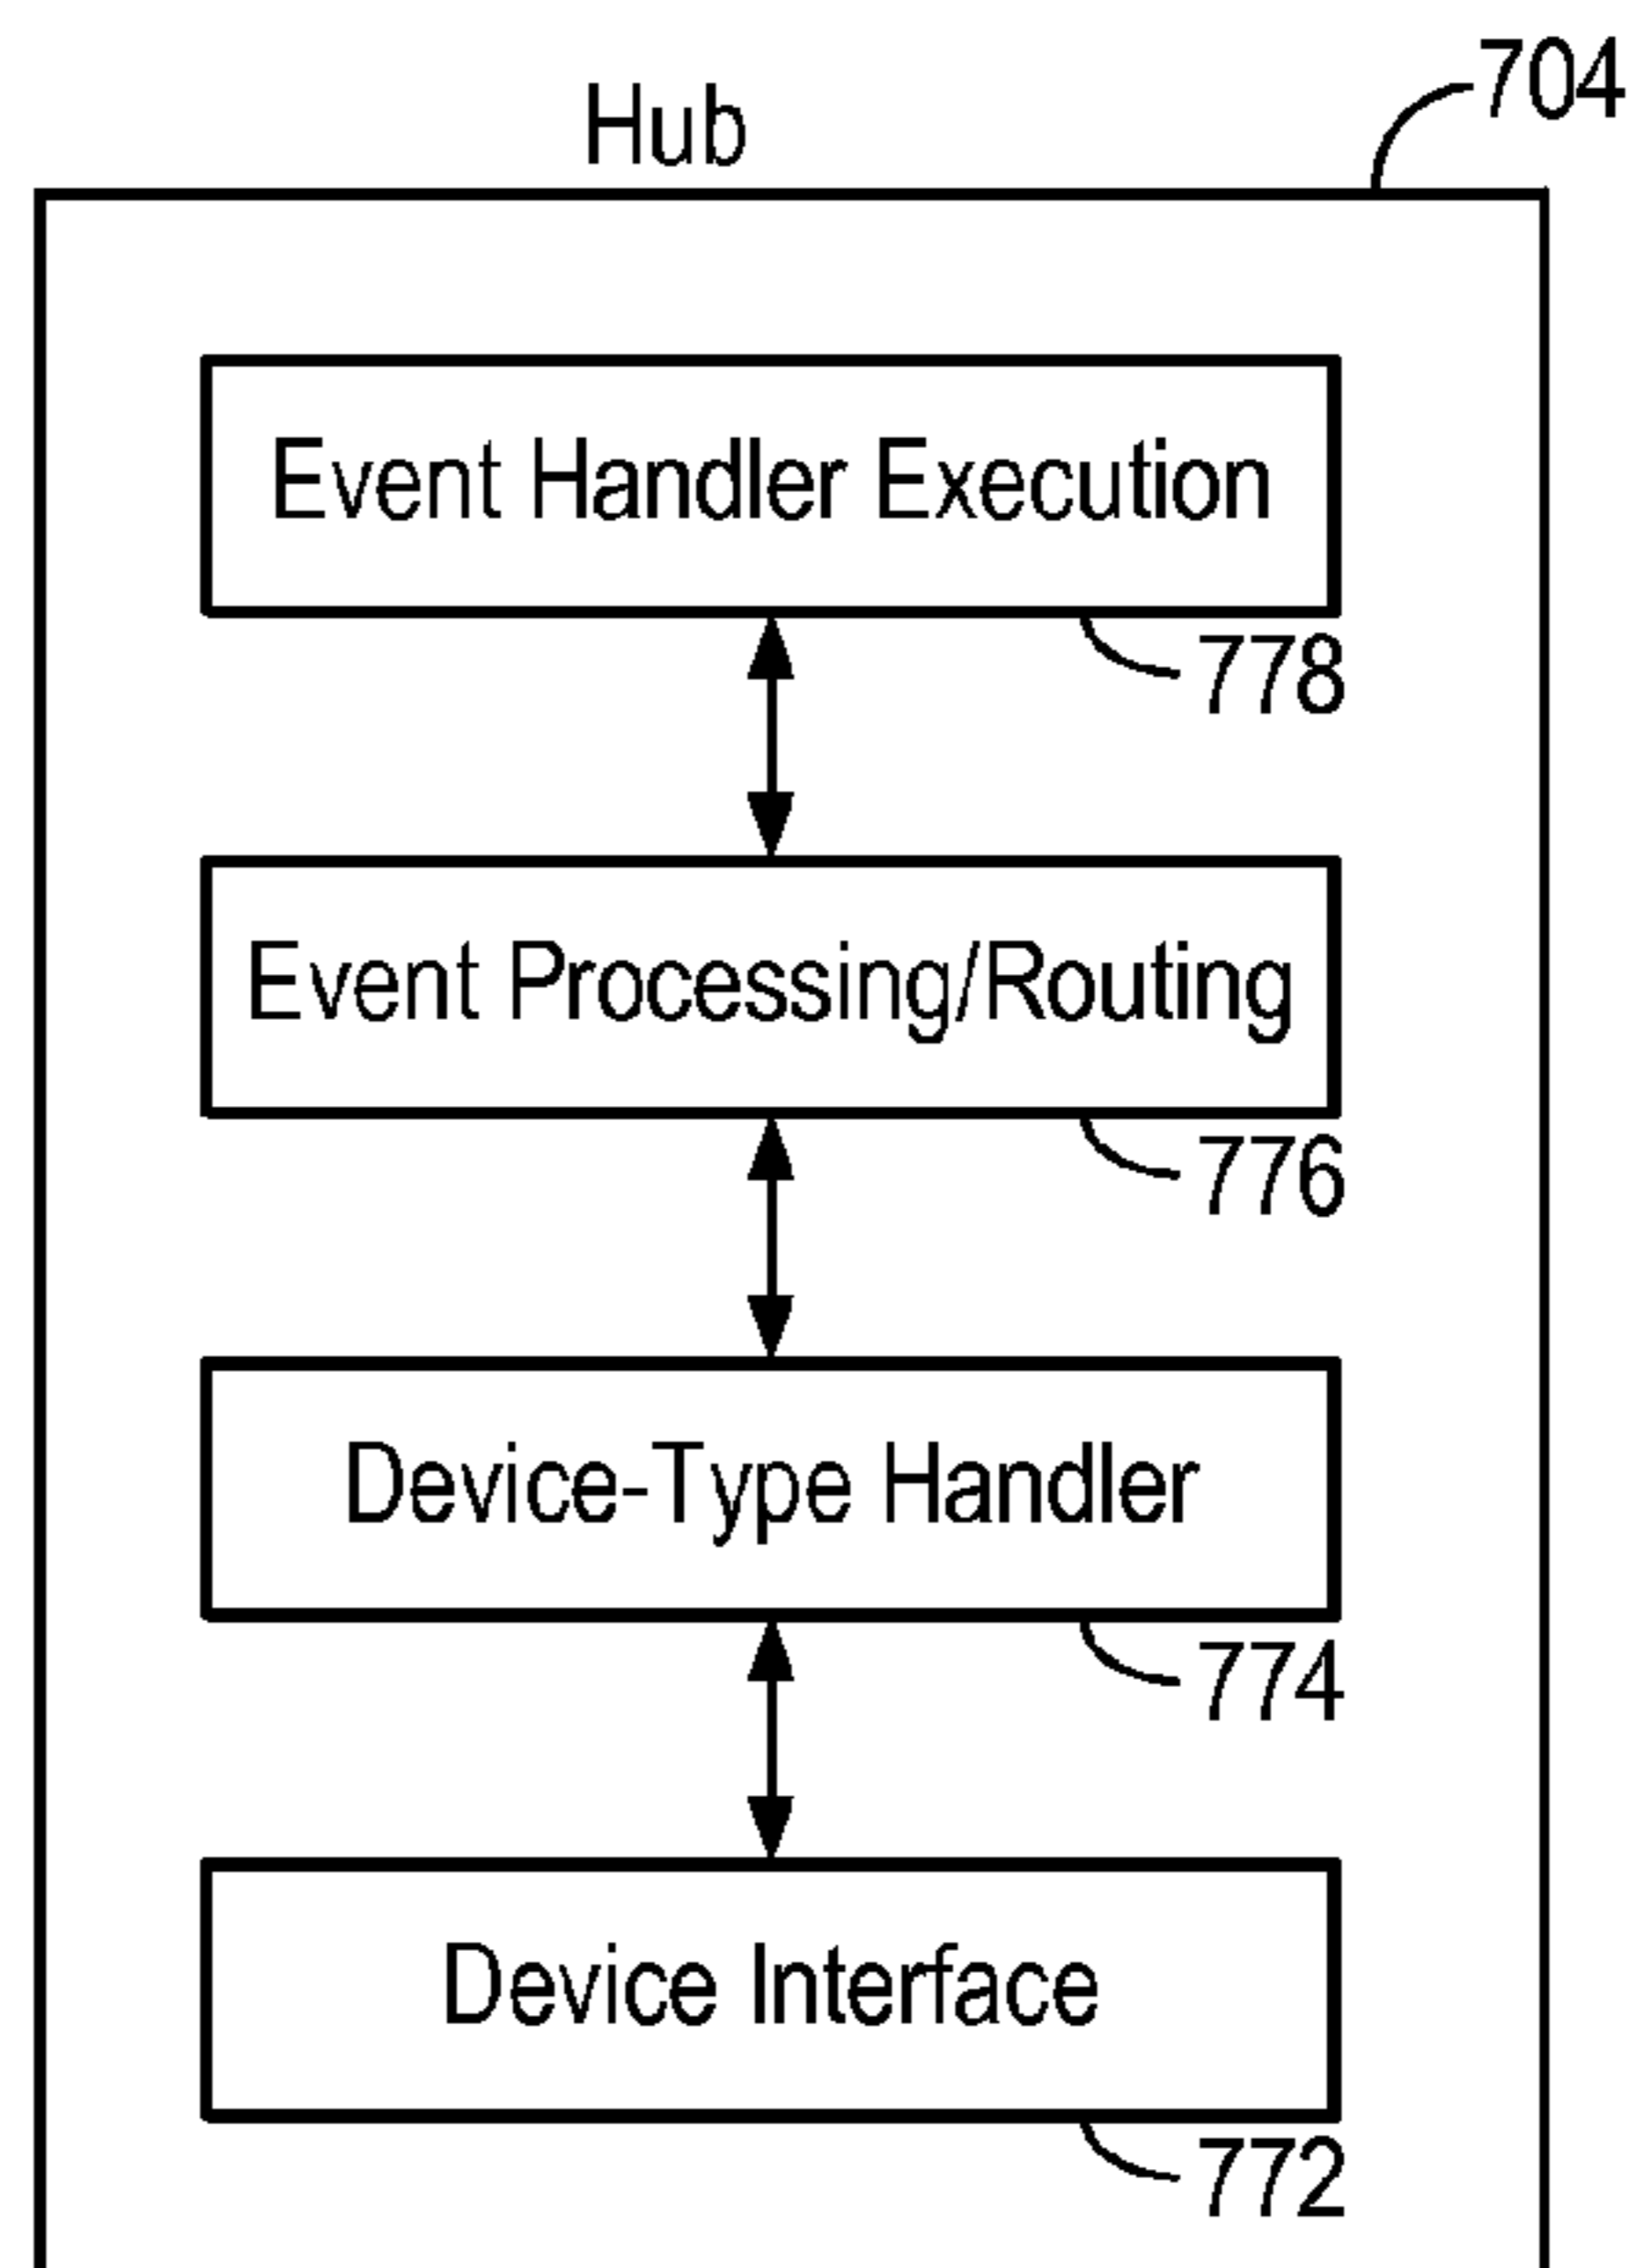 704
Hub
Event Handler Execution
778
Event Processing/Routing
776
Device-Type Handler
774
Device Interface
772